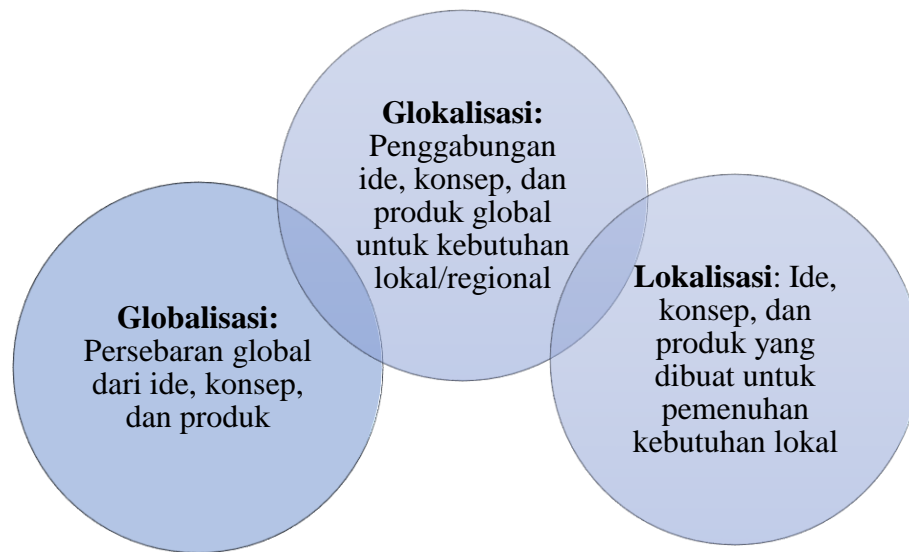 Glokalisasi:
Penggabungan
ide, konsep, dan
produk global
untuk kebutuhan
lokal/regional
Globalisasi:
Persebaran global
dari ide, konsep,
dan produk
Lokalisasi: Ide,
konsep, dan
produk yang
dibuat untuk
pemenuhan
kebutuhan lokal